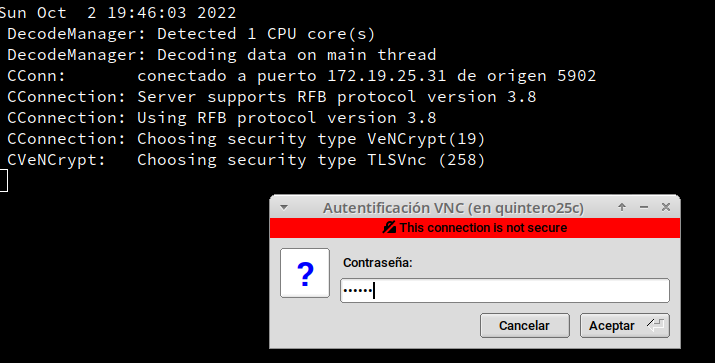 Sun Oct  2 19:46:03 2022
DecodeManager: Detected 1 CPU core(s)
DecodeManager: Decoding data on main thread
CConn:       conectado a puerto 172.19.25.31 de origen 5902
CConnection: Server supports RFB protocol version 3.8
CConnection: Using RFB protocol version 3.8
CConnection: Choosing security type VeNCrypt(19)
CVeNCrypt:   Choosing security type TLSVnc (258)
Autentificación VNC (en quintero25c)
This connection is not secure
?
Contraseña:
••••••
Cancelar Aceptar